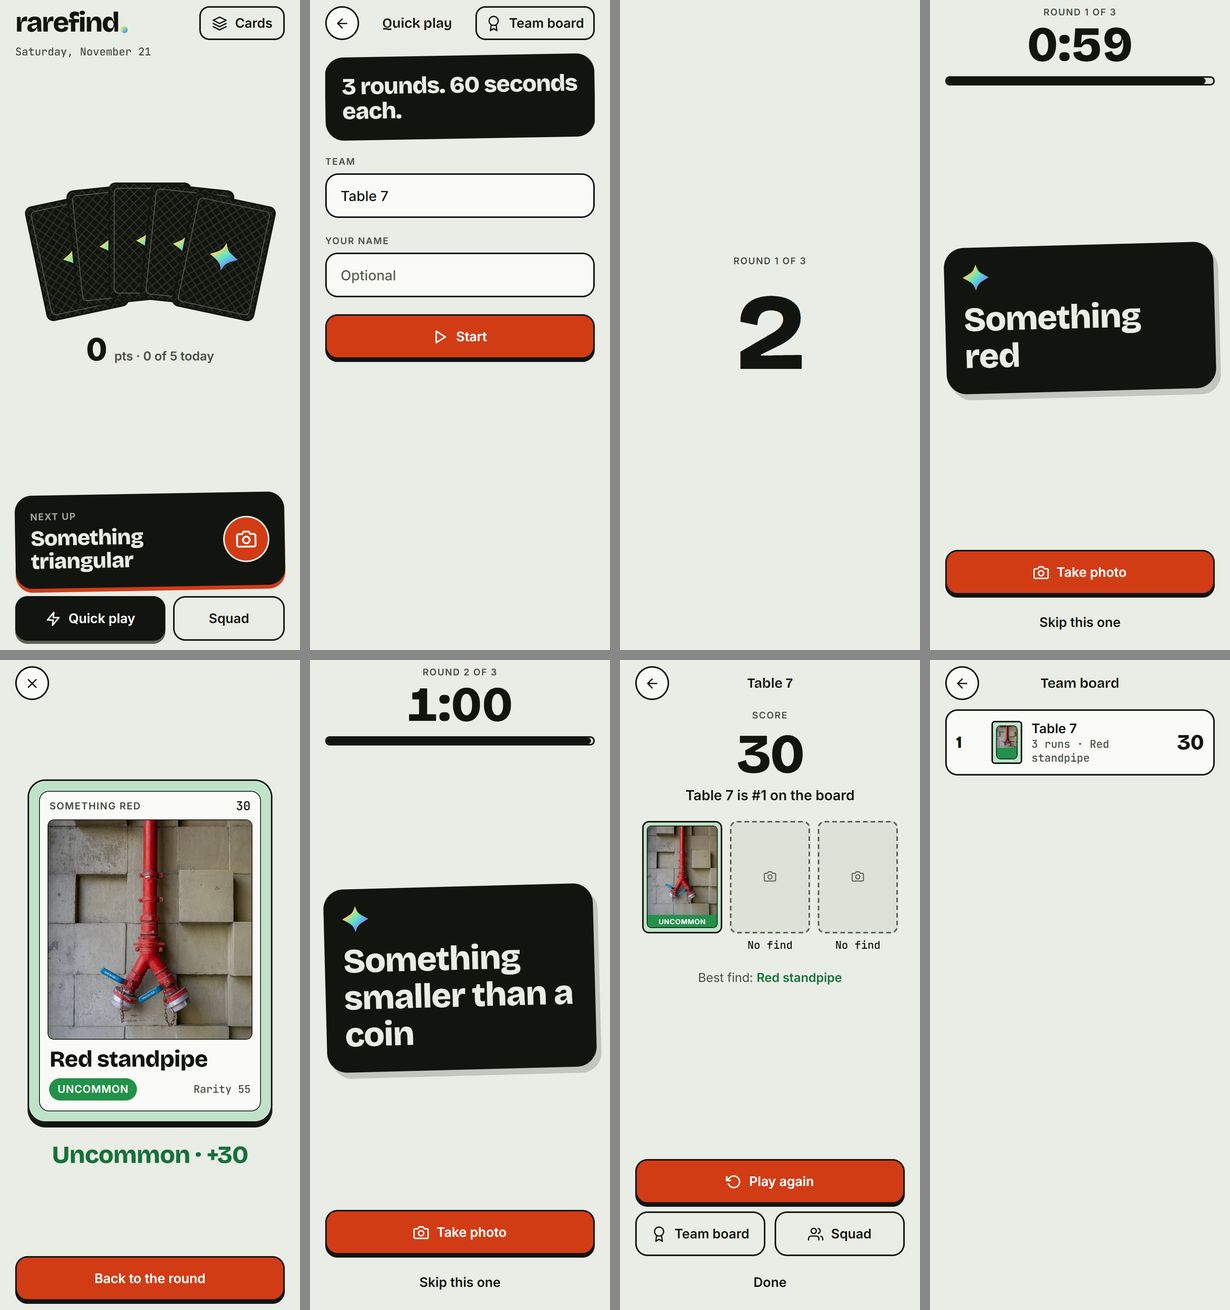 rarefind.
Cards
Saturday, November 21
0 pts · 0 of 5 today
NEXT UP
Something
triangular
Quick play
Squad
Quick play
Team board
3 rounds. 60 seconds
each.
TEAM
Table 7
YOUR NAME
Optional
Start
ROUND 1 OF 3
2
ROUND 1 OF 3
0:59
Something
red
Take photo
Skip this one
SOMETHING RED 30
Red standpipe
UNCOMMON
Rarity 55
Uncommon · +30
Back to the round
ROUND 2 OF 3
1:00
Something
smaller than a
coin
Take photo
Skip this one
Table 7
SCORE
30
Table 7 is #1 on the board
UNCOMMON
No find
No find
Best find: Red standpipe
Play again
Team board
Squad
Done
Team board
1
Table 7
3 runs · Red
standpipe
30